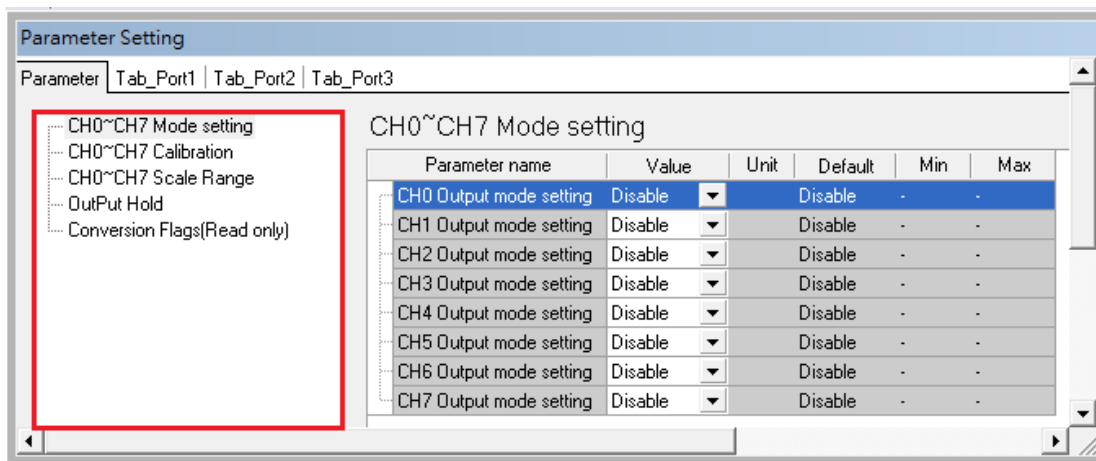 Parameter Setting
Parameter Tab_Port1 Tab_Port2 Tab_Port3
CH0~CH7 Mode setting
CH0~CH7 Calibration
CH0~CH7 Scale Range
OutPut Hold
Conversion Flags(Read only)
CH0~CH7 Mode setting
Parameter name Value Unit Default Min Max
CH0 Output mode setting Disable Disable - -
CH1 Output mode setting Disable Disable - -
CH2 Output mode setting Disable Disable - -
CH3 Output mode setting Disable Disable - -
CH4 Output mode setting Disable Disable - -
CH5 Output mode setting Disable Disable - -
CH6 Output mode setting Disable Disable - -
CH7 Output mode setting Disable Disable - -